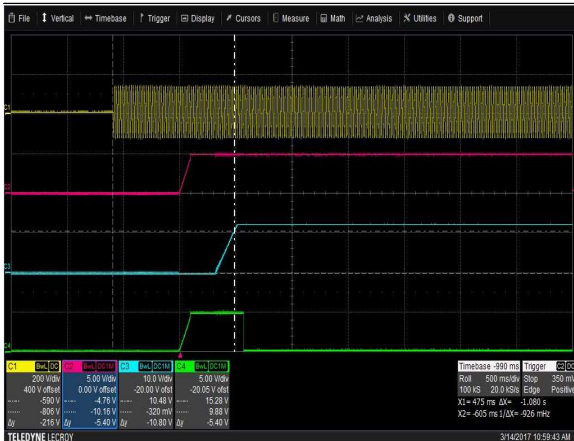 File Vertical Timebase Trigger Display Cursors Measure Math Analysis Utilities Support
C1
C2
C3
C4
C1 BwL DC C2 BwL DC1M C3 BwL DC1M C4 BwL DC1M Timebase -990 ms Trigger C2 DC
200 V/div 5.00 V/div 10.0 V/div 5.00 V/div Roll 500 ms/div Stop 350 mV
400 V offset 0.00 V offset -20.00 V ofst -20.05 V ofst 100 kS 20.0 kS/s Edge Positive
-590 V -4.76 V 10.48 V 15.28 V X1= 475 ms ΔX= -1.080 s
-806 V -10.16 V -320 mV 9.88 V X2= -605 ms 1/ΔX= -926 mHz
Δy -216 V Δy -5.40 V Δy -10.80 V Δy -5.40 V
TELEDYNE LECROY 3/14/2017 10:59:43 AM